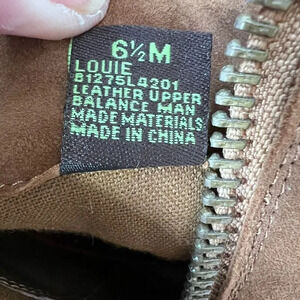 6½M
LOUIE
B1275L4201
LEATHER UPPER
BALANCE MAN
MADE MATERIALS
MADE IN CHINA